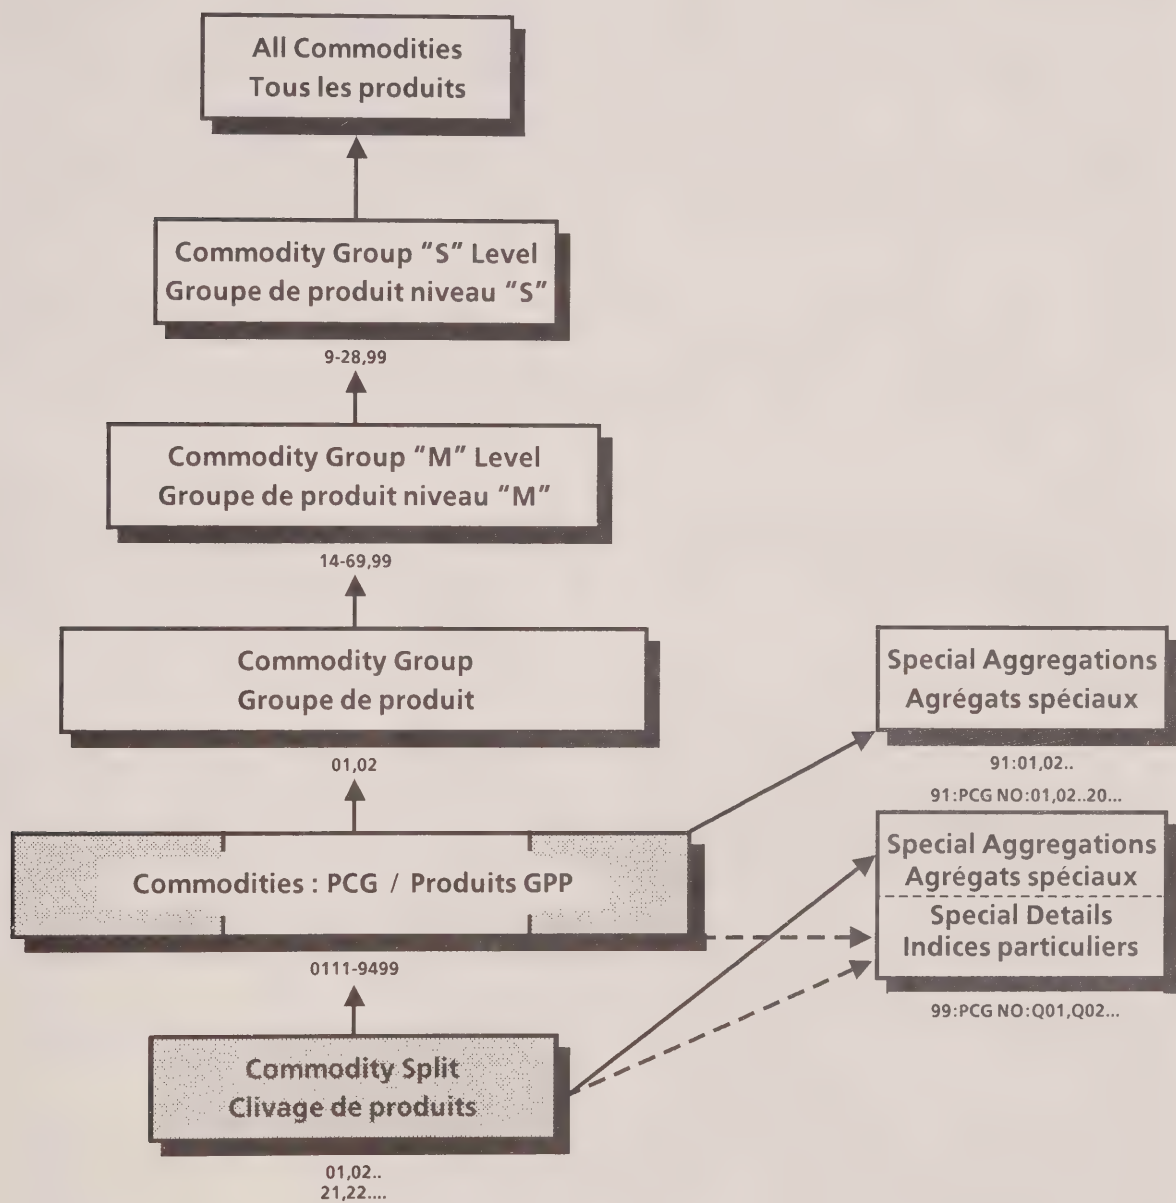 All Commodities
Tous les produits
Commodity Group "S" Level
Groupe de produit niveau "S"
9-28,99
Commodity Group "M" Level
Groupe de produit niveau "M"
14-69,99
Commodity Group
Groupe de produit
01,02
Commodities : PCG / Produits GPP
0111-9499
Commodity Split
Clivage de produits
01,02..
21,22....
Special Aggregations
Agrégats spéciaux
91:01,02..
91:PCG NO:01,02..20...
Special Aggregations
Agrégats spéciaux
Special Details
Indices particuliers
99:PCG NO:Q01,Q02...